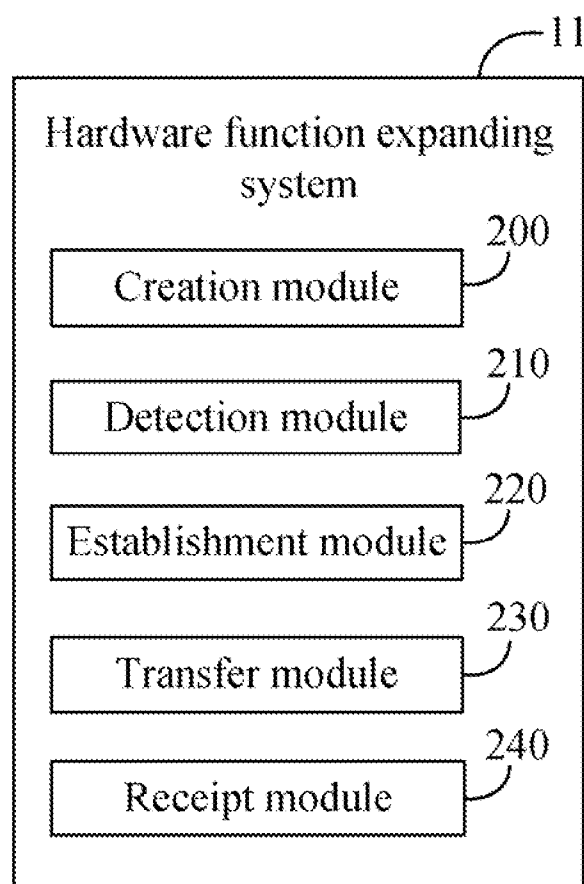 11
Hardware function expanding
system
200
Creation module
210
Detection module
220
Establishment module
230
Transfer module
240
Receipt module